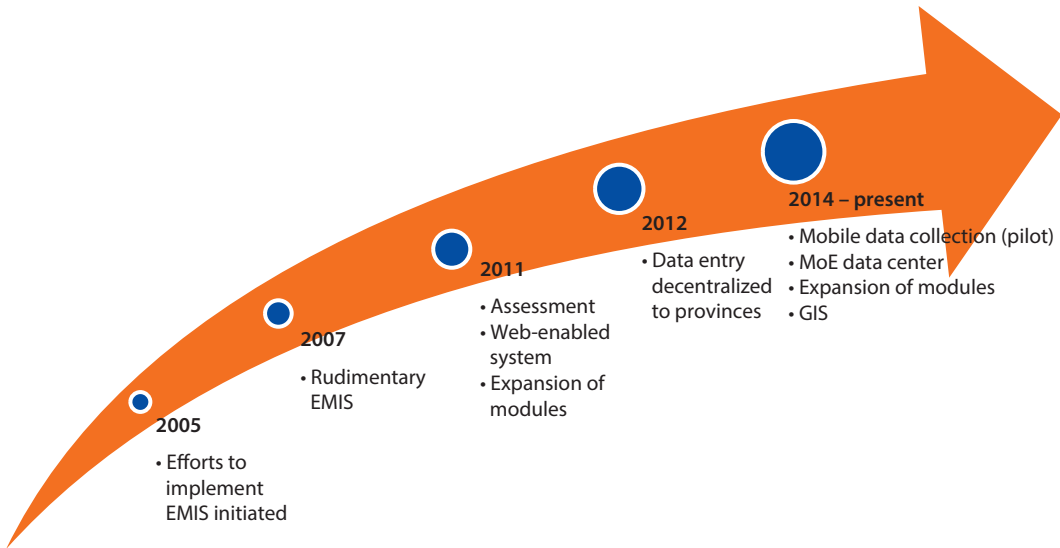 2005
• Efforts to
implement
EMIS initiated
2007
• Rudimentary
EMIS
2011
• Assessment
• Web-enabled
system
• Expansion of
modules
2012
• Data entry
decentralized
to provinces
2014 – present
• Mobile data collection (pilot)
• MoE data center
• Expansion of modules
• GIS